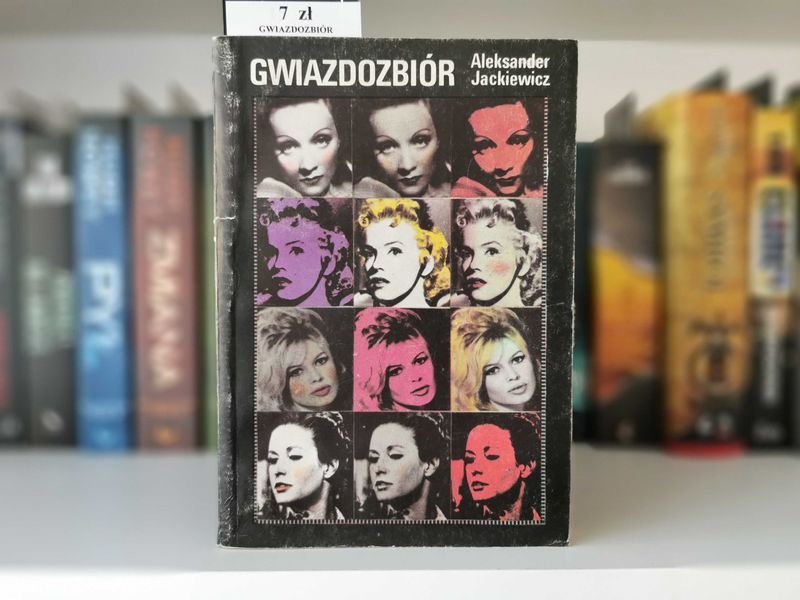 7 zł
GWIAZDOZBIÓR
GWIAZDOZBIÓR
Aleksander
Jackiewicz
PYŁ
ZMIANA